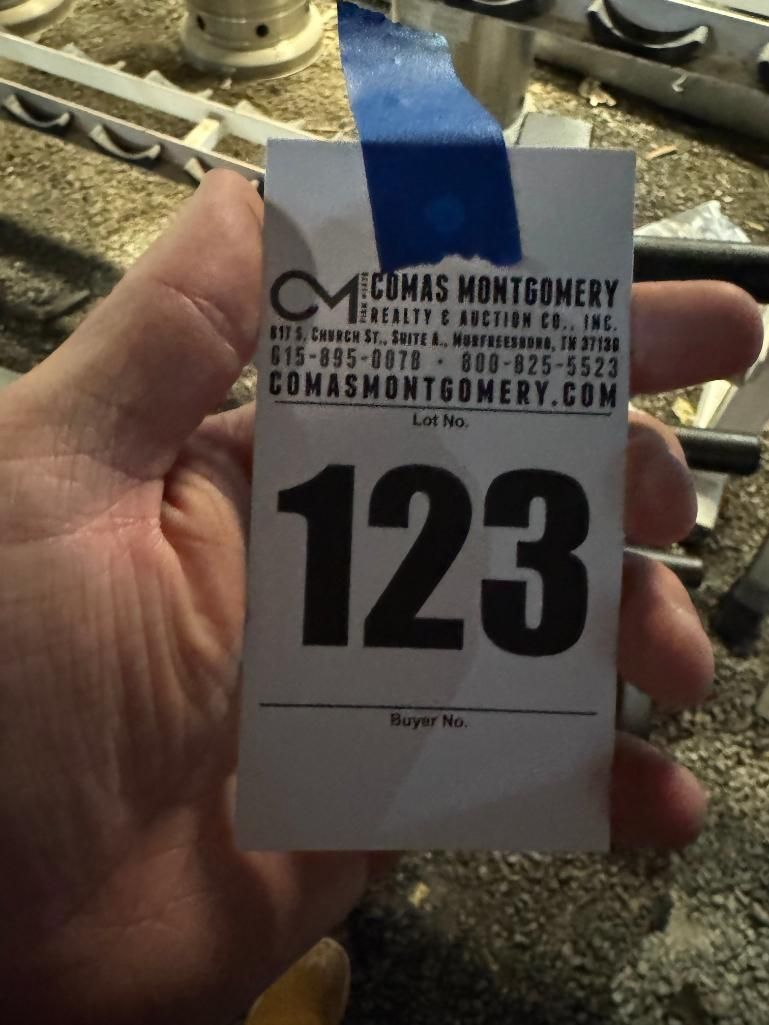 CM
COMAS MONTGOMERY
REALTY & AUCTION CO., INC.
617 S. CHURCH ST., SUITE A., MURFREESBORO, TN 37130
615-895-0078 · 800-825-5523
COMASMONTGOMERY.COM
Lot No.
123
Buyer No.